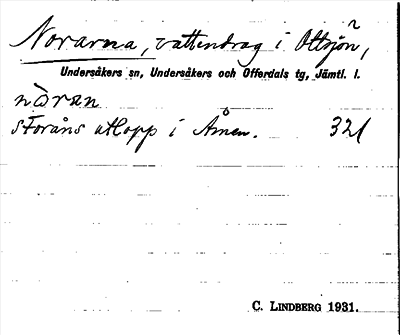 Norarna, vattendrag i Ottsjön,
Undersåkers sn, Undersåkers och Offerdals tg, Jämtl. l.
nòran
Storåns utlopp i Ånen. 321
C. LINDBERG 1931.